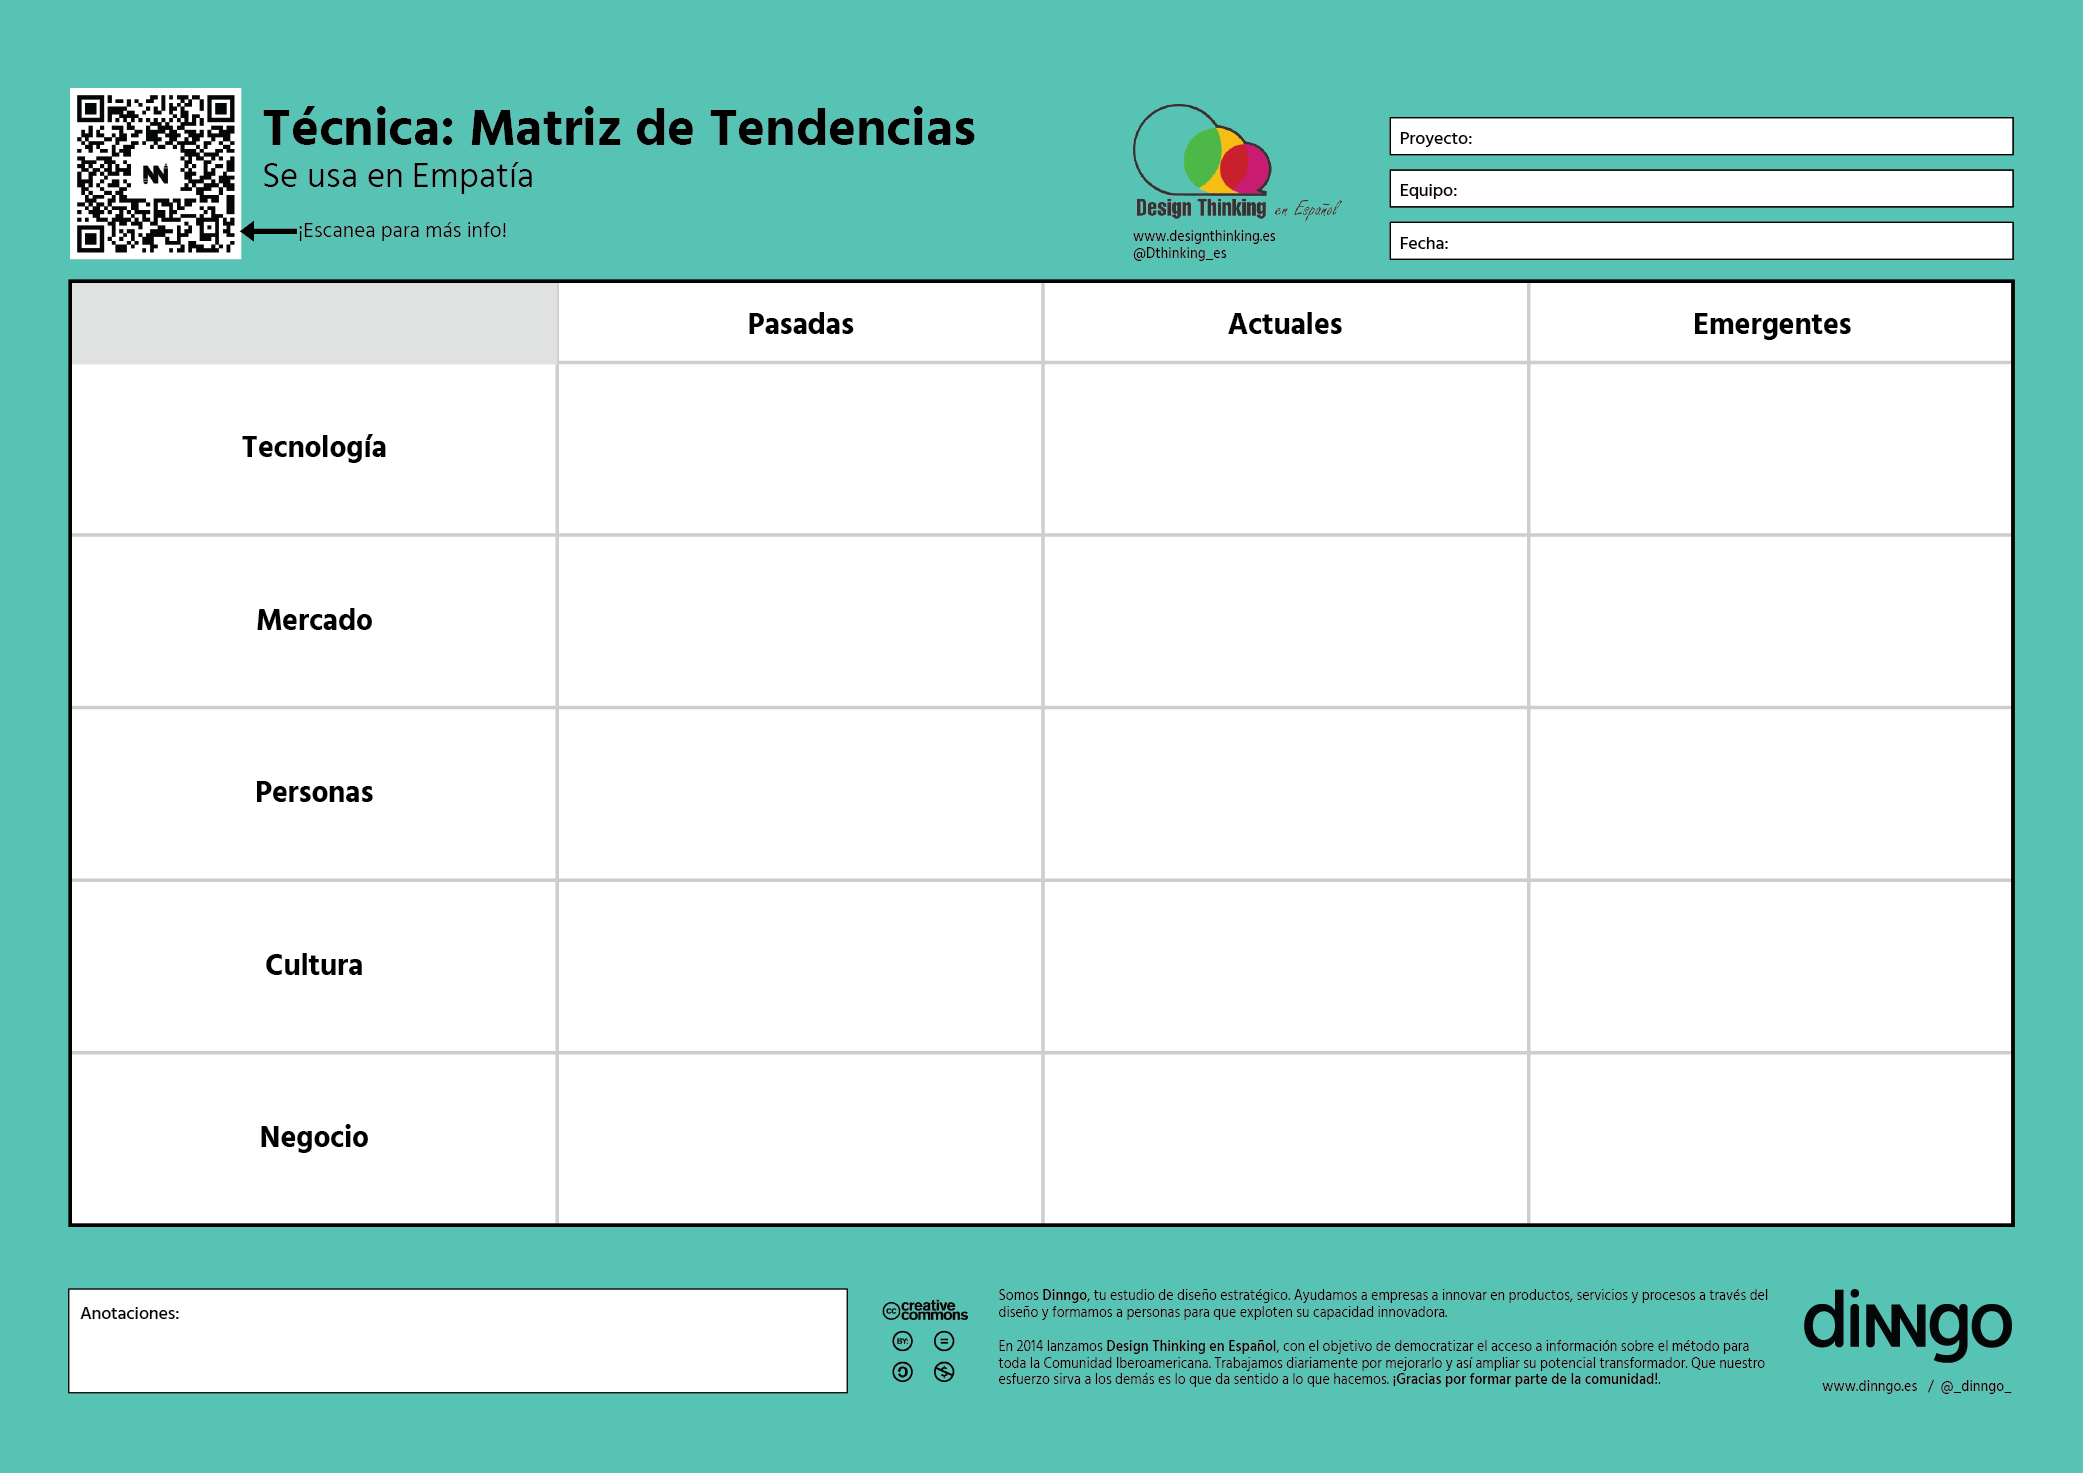 Técnica: Matriz de Tendencias
Se usa en Empatía
¡Escanea para más info!
Design Thinking en Español
www.designthinking.es
@Dthinking_es
Proyecto:
Equipo:
Fecha:
Pasadas
Actuales
Emergentes
Tecnología
Mercado
Personas
Cultura
Negocio
Anotaciones:
cc creative commons
BY:
Somos Dinngo, tu estudio de diseño estratégico. Ayudamos a empresas a innovar en productos, servicios y procesos a través del
diseño y formamos a personas para que exploten su capacidad innovadora.
En 2014 lanzamos Design Thinking en Español, con el objetivo de democratizar el acceso a información sobre el método para
toda la Comunidad Iberoamericana. Trabajamos diariamente por mejorarlo y así ampliar su potencial transformador. Que nuestro
esfuerzo sirva a los demás es lo que da sentido a lo que hacemos. ¡Gracias por formar parte de la comunidad!.
dinngo
www.dinngo.es / @_dinngo_